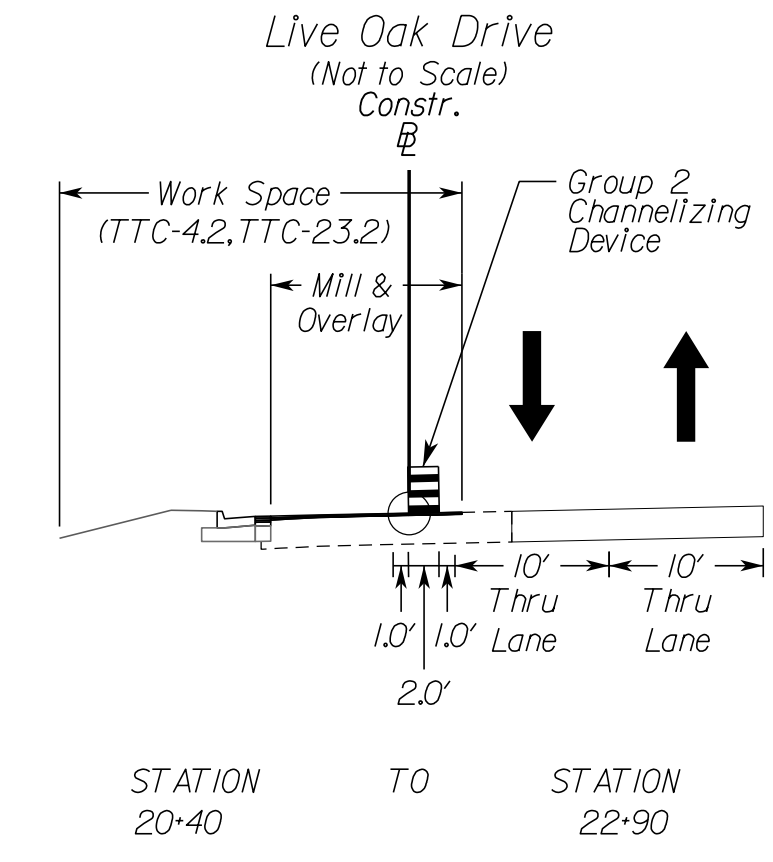 Live Oak Drive
(Not to Scale)
Constr.
BL
Work Space
(TTC-4.2,TTC-23.2)
Group 2
Channelizing
Device
Mill &
Overlay
10'
Thru
Lane
10'
Thru
Lane
1.0'
1.0'
2.0'
STATION
20+40
TO
STATION
22+90